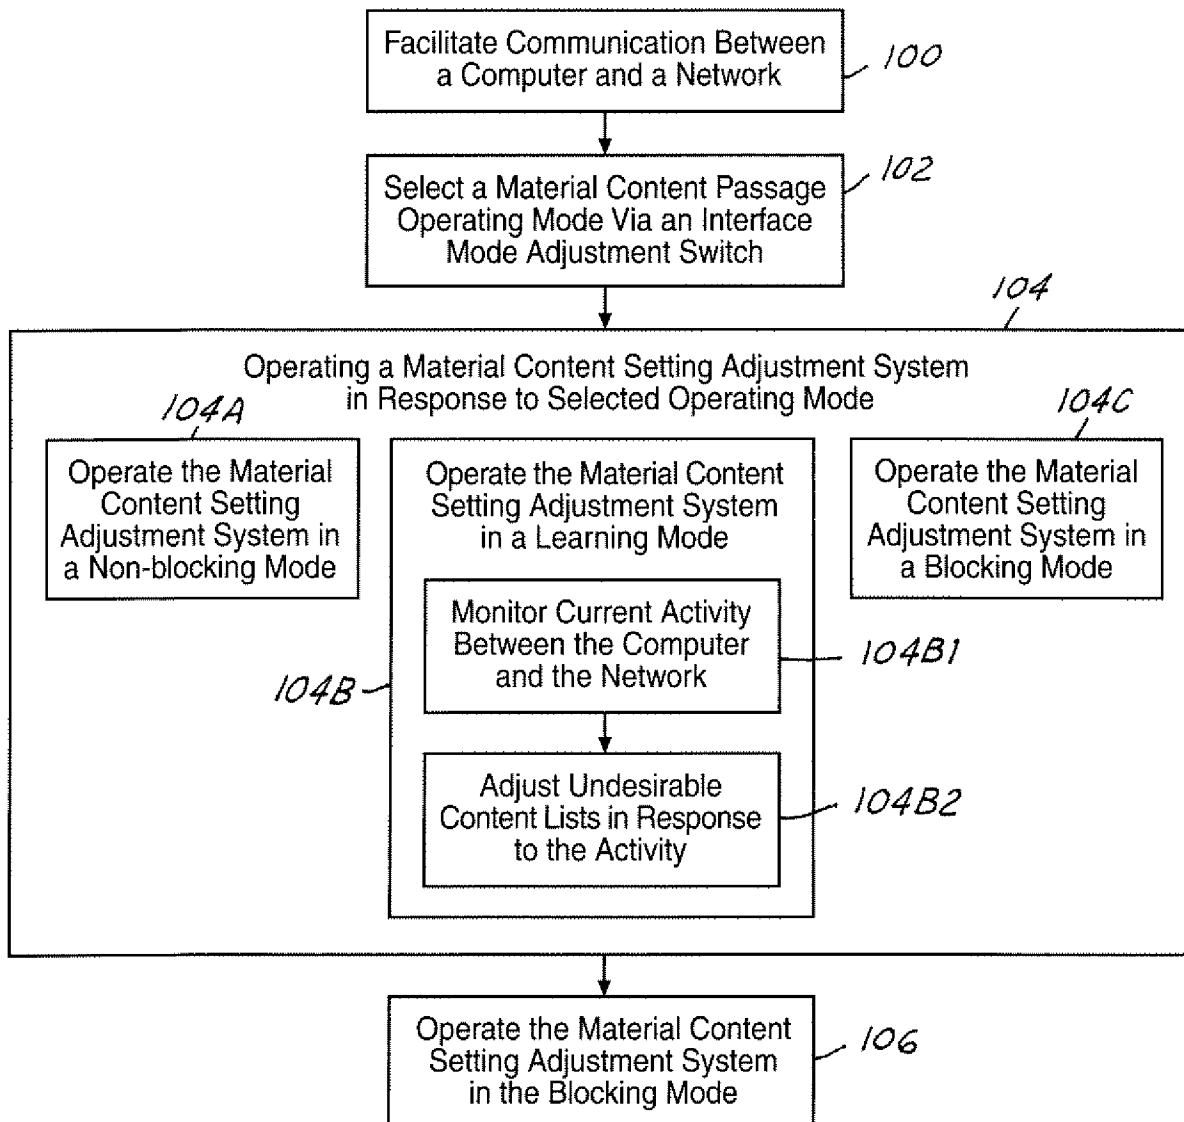 Facilitate Communication Between
a Computer and a Network
100
Select a Material Content Passage
Operating Mode Via an Interface
Mode Adjustment Switch
102
104
Operating a Material Content Setting Adjustment System
in Response to Selected Operating Mode
104A
Operate the Material
Content Setting
Adjustment System in
a Non-blocking Mode
104B
Operate the Material Content
Setting Adjustment System
in a Learning Mode
Monitor Current Activity
Between the Computer
and the Network
104B1
Adjust Undesirable
Content Lists in Response
to the Activity
104B2
104C
Operate the Material
Content Setting
Adjustment System in
a Blocking Mode
Operate the Material Content
Setting Adjustment System
in the Blocking Mode
106